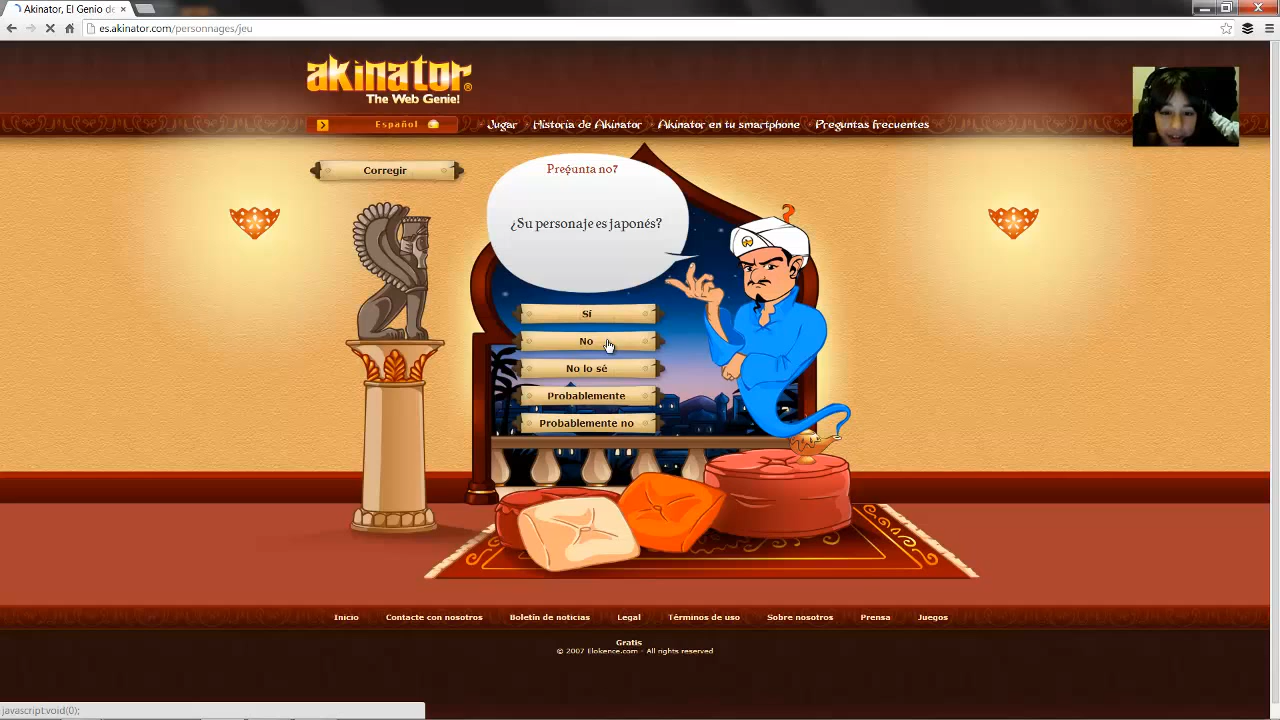 Akinator, El Genio de
es.akinator.com/personnages/jeu
akinator®
The Web Genie!
Español
Jugar
Historia de Akinator
Akinator en tu smartphone
Preguntas frecuentes
Corregir
Pregunta no?
¿Su personaje es japonés?
Sí
No
No lo sé
Probablemente
Probablemente no
Inicio
Contacte con nosotros
Boletín de noticias
Legal
Términos de uso
Sobre nosotros
Prensa
Juegos
Gratis
© 2007 Elokence.com - All rights reserved
javascript:void(0);